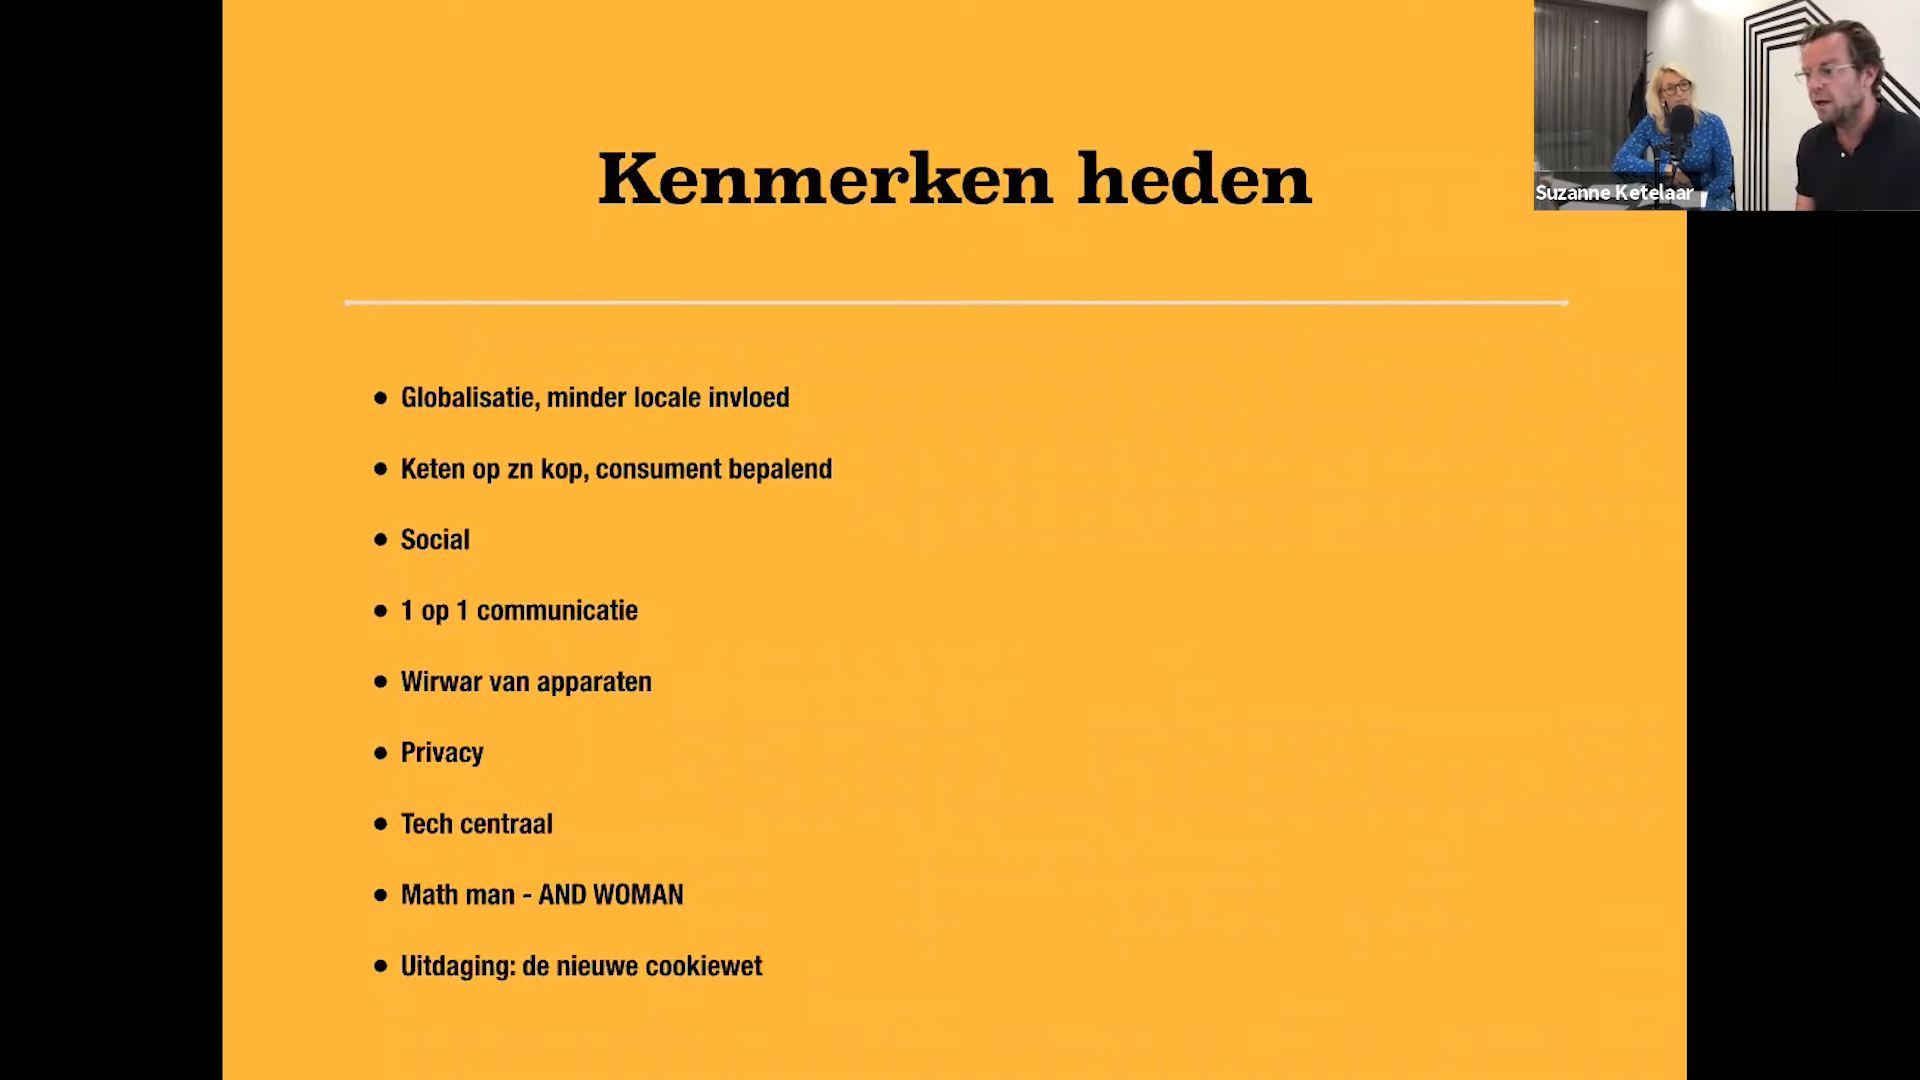 Kenmerken heden
Suzanne Ketelaar
Globalisatie, minder locale invloed
Keten op zn kop, consument bepalend
Social
1 op 1 communicatie
Wirwar van apparaten
Privacy
Tech centraal
Math man - AND WOMAN
Uitdaging: de nieuwe cookiewet